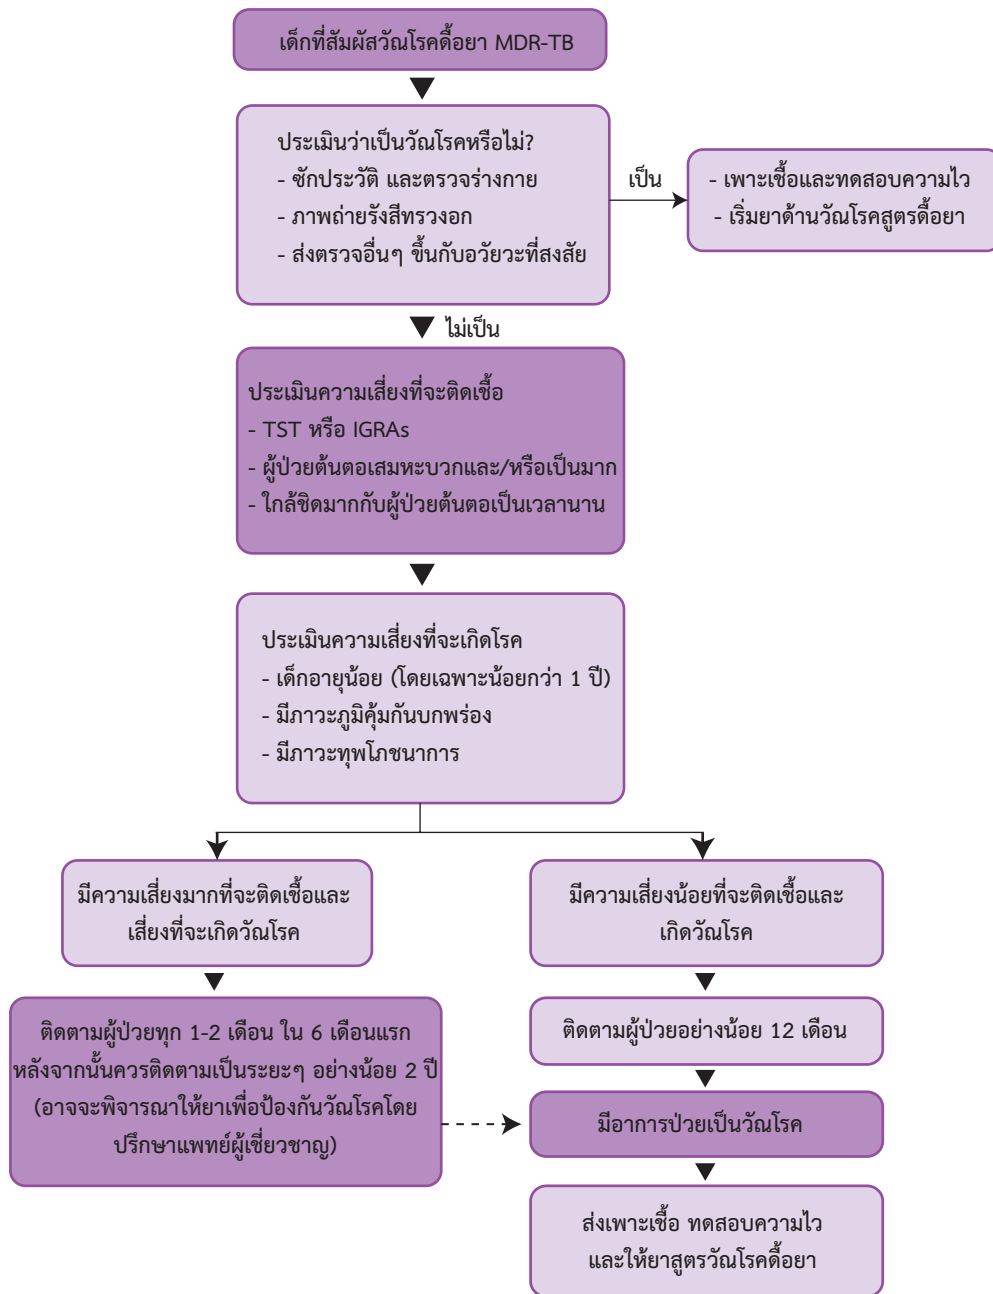 เด็กที่สัมผัสวัณโรคดื้อยา MDR-TB
ประเมินว่าเป็นวัณโรคหรือไม่?
- ซักประวัติ และตรวจร่างกาย
- ภาพถ่ายรังสีทรวงอก
- ส่งตรวจอื่นๆ ขึ้นกับอวัยวะที่สงสัย
เป็น
- เพาะเชื้อและทดสอบความไว
- เริ่มยาต้านวัณโรคสูตรดื้อยา
ไม่เป็น
ประเมินความเสี่ยงที่จะติดเชื้อ
- TST หรือ IGRAs
- ผู้ป่วยต้นตอเสมหะบวกและ/หรือเป็นมาก
- ใกล้ชิดมากกับผู้ป่วยต้นตอเป็นเวลานาน
ประเมินความเสี่ยงที่จะเกิดโรค
- เด็กอายุน้อย (โดยเฉพาะน้อยกว่า 1 ปี)
- มีภาวะภูมิคุ้มกันบกพร่อง
- มีภาวะทุพโภชนาการ
มีความเสี่ยงมากที่จะติดเชื้อและ
เสี่ยงที่จะเกิดวัณโรค
ติดตามผู้ป่วยทุก 1-2 เดือน ใน 6 เดือนแรก
หลังจากนั้นควรติดตามเป็นระยะๆ อย่างน้อย 2 ปี
(อาจจะพิจารณาให้ยาเพื่อป้องกันวัณโรคโดย
ปรึกษาแพทย์ผู้เชี่ยวชาญ)
มีความเสี่ยงน้อยที่จะติดเชื้อและ
เกิดวัณโรค
ติดตามผู้ป่วยอย่างน้อย 12 เดือน
มีอาการป่วยเป็นวัณโรค
ส่งเพาะเชื้อ ทดสอบความไว
และให้ยาสูตรวัณโรคดื้อยา